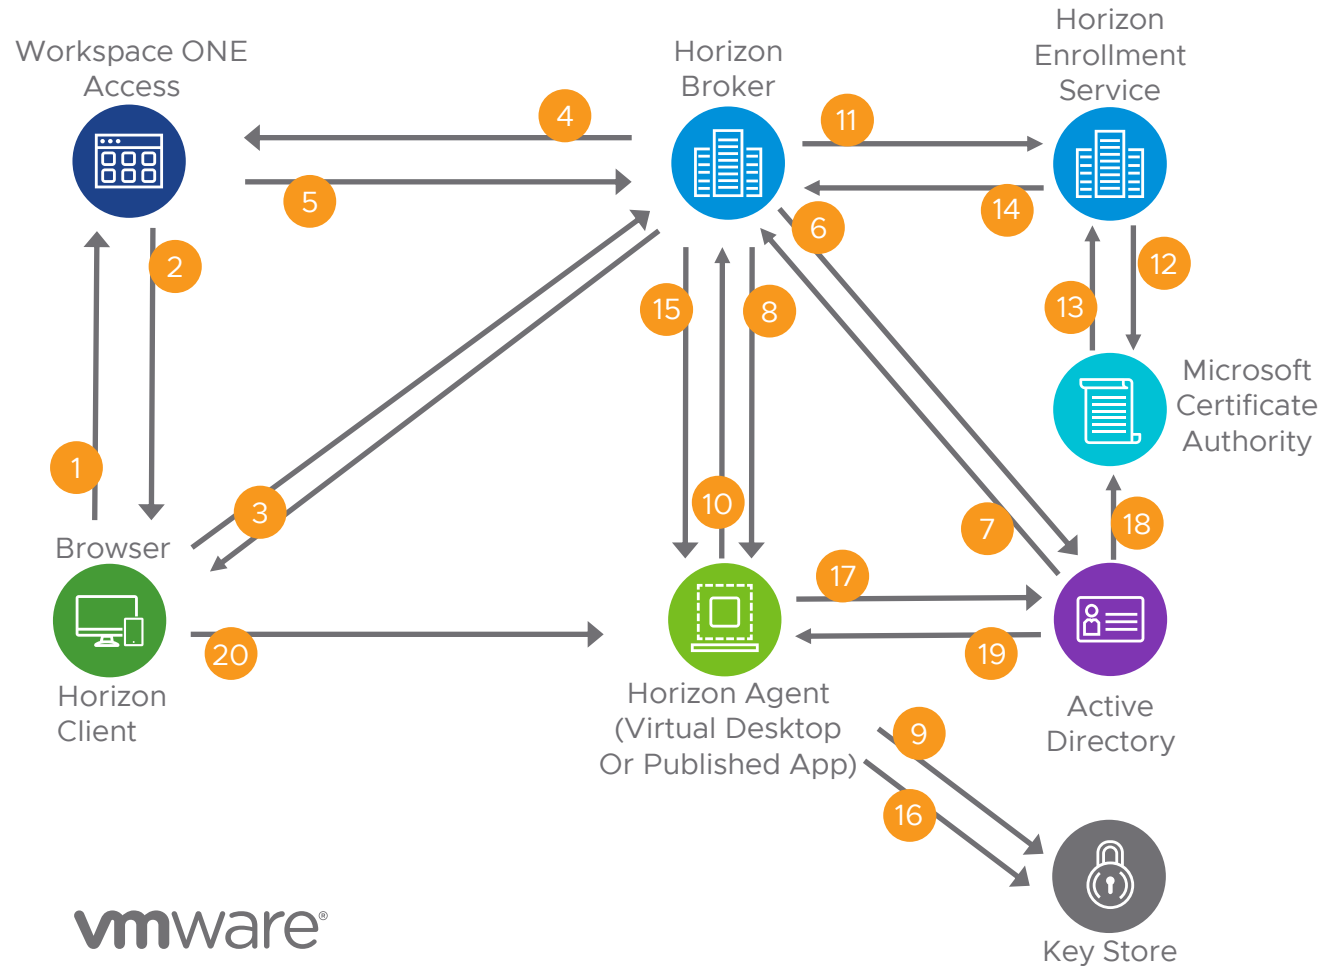 Workspace ONE
Access
Horizon
Broker
Horizon
Enrollment
Service
4
11
5
14
6
2
12
15
8
13
Microsoft
Certificate
Authority
1
3
10
7
18
Browser
17
20
19
Horizon
Client
Horizon Agent
(Virtual Desktop
Or Published App)
Active
Directory
9
16
vmware®
Key Store